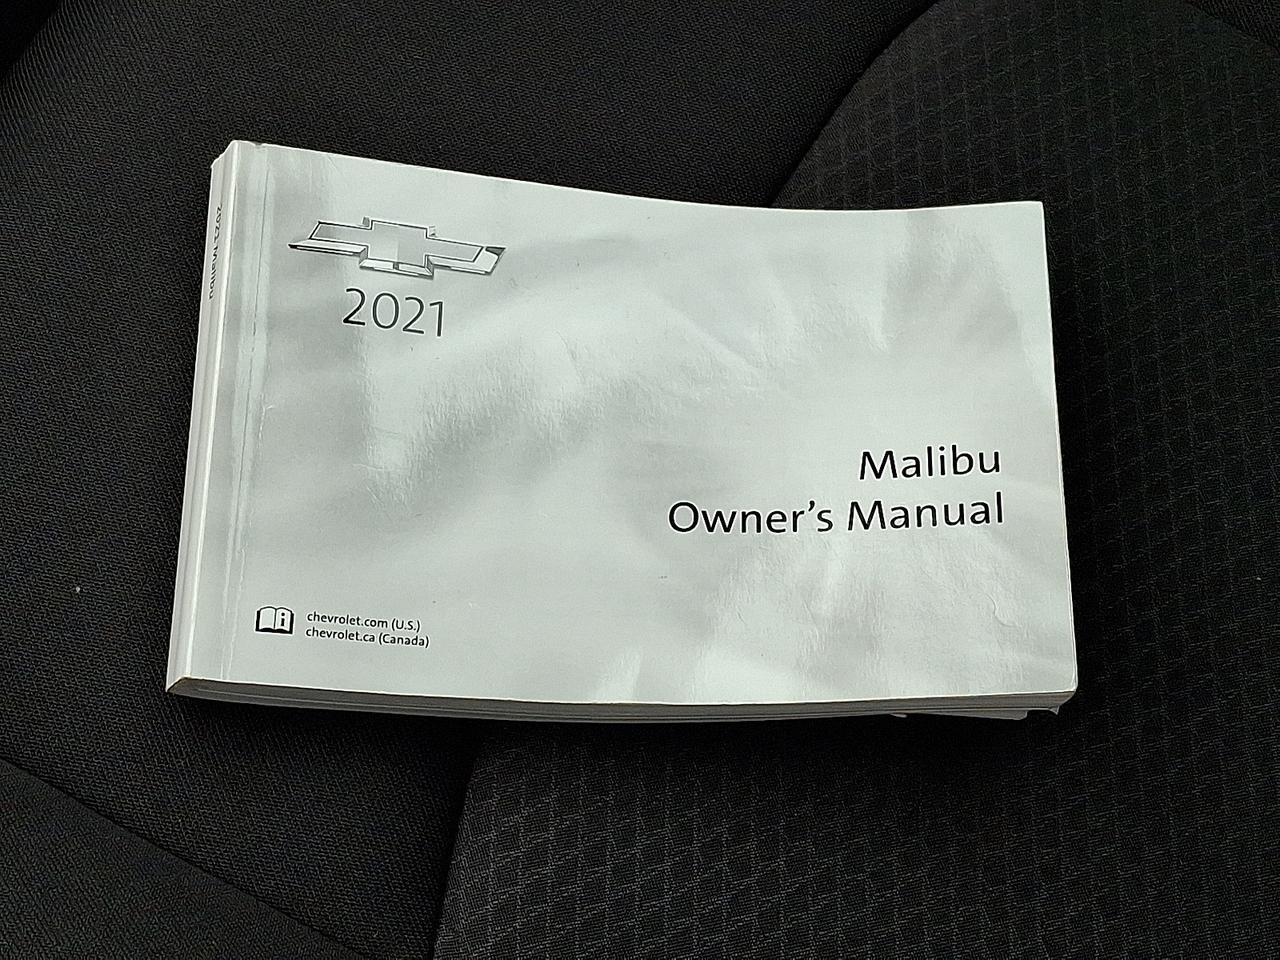 2021 Malibu
2021
Malibu
Owner's Manual
chevrolet.com (U.S.)
chevrolet.ca (Canada)